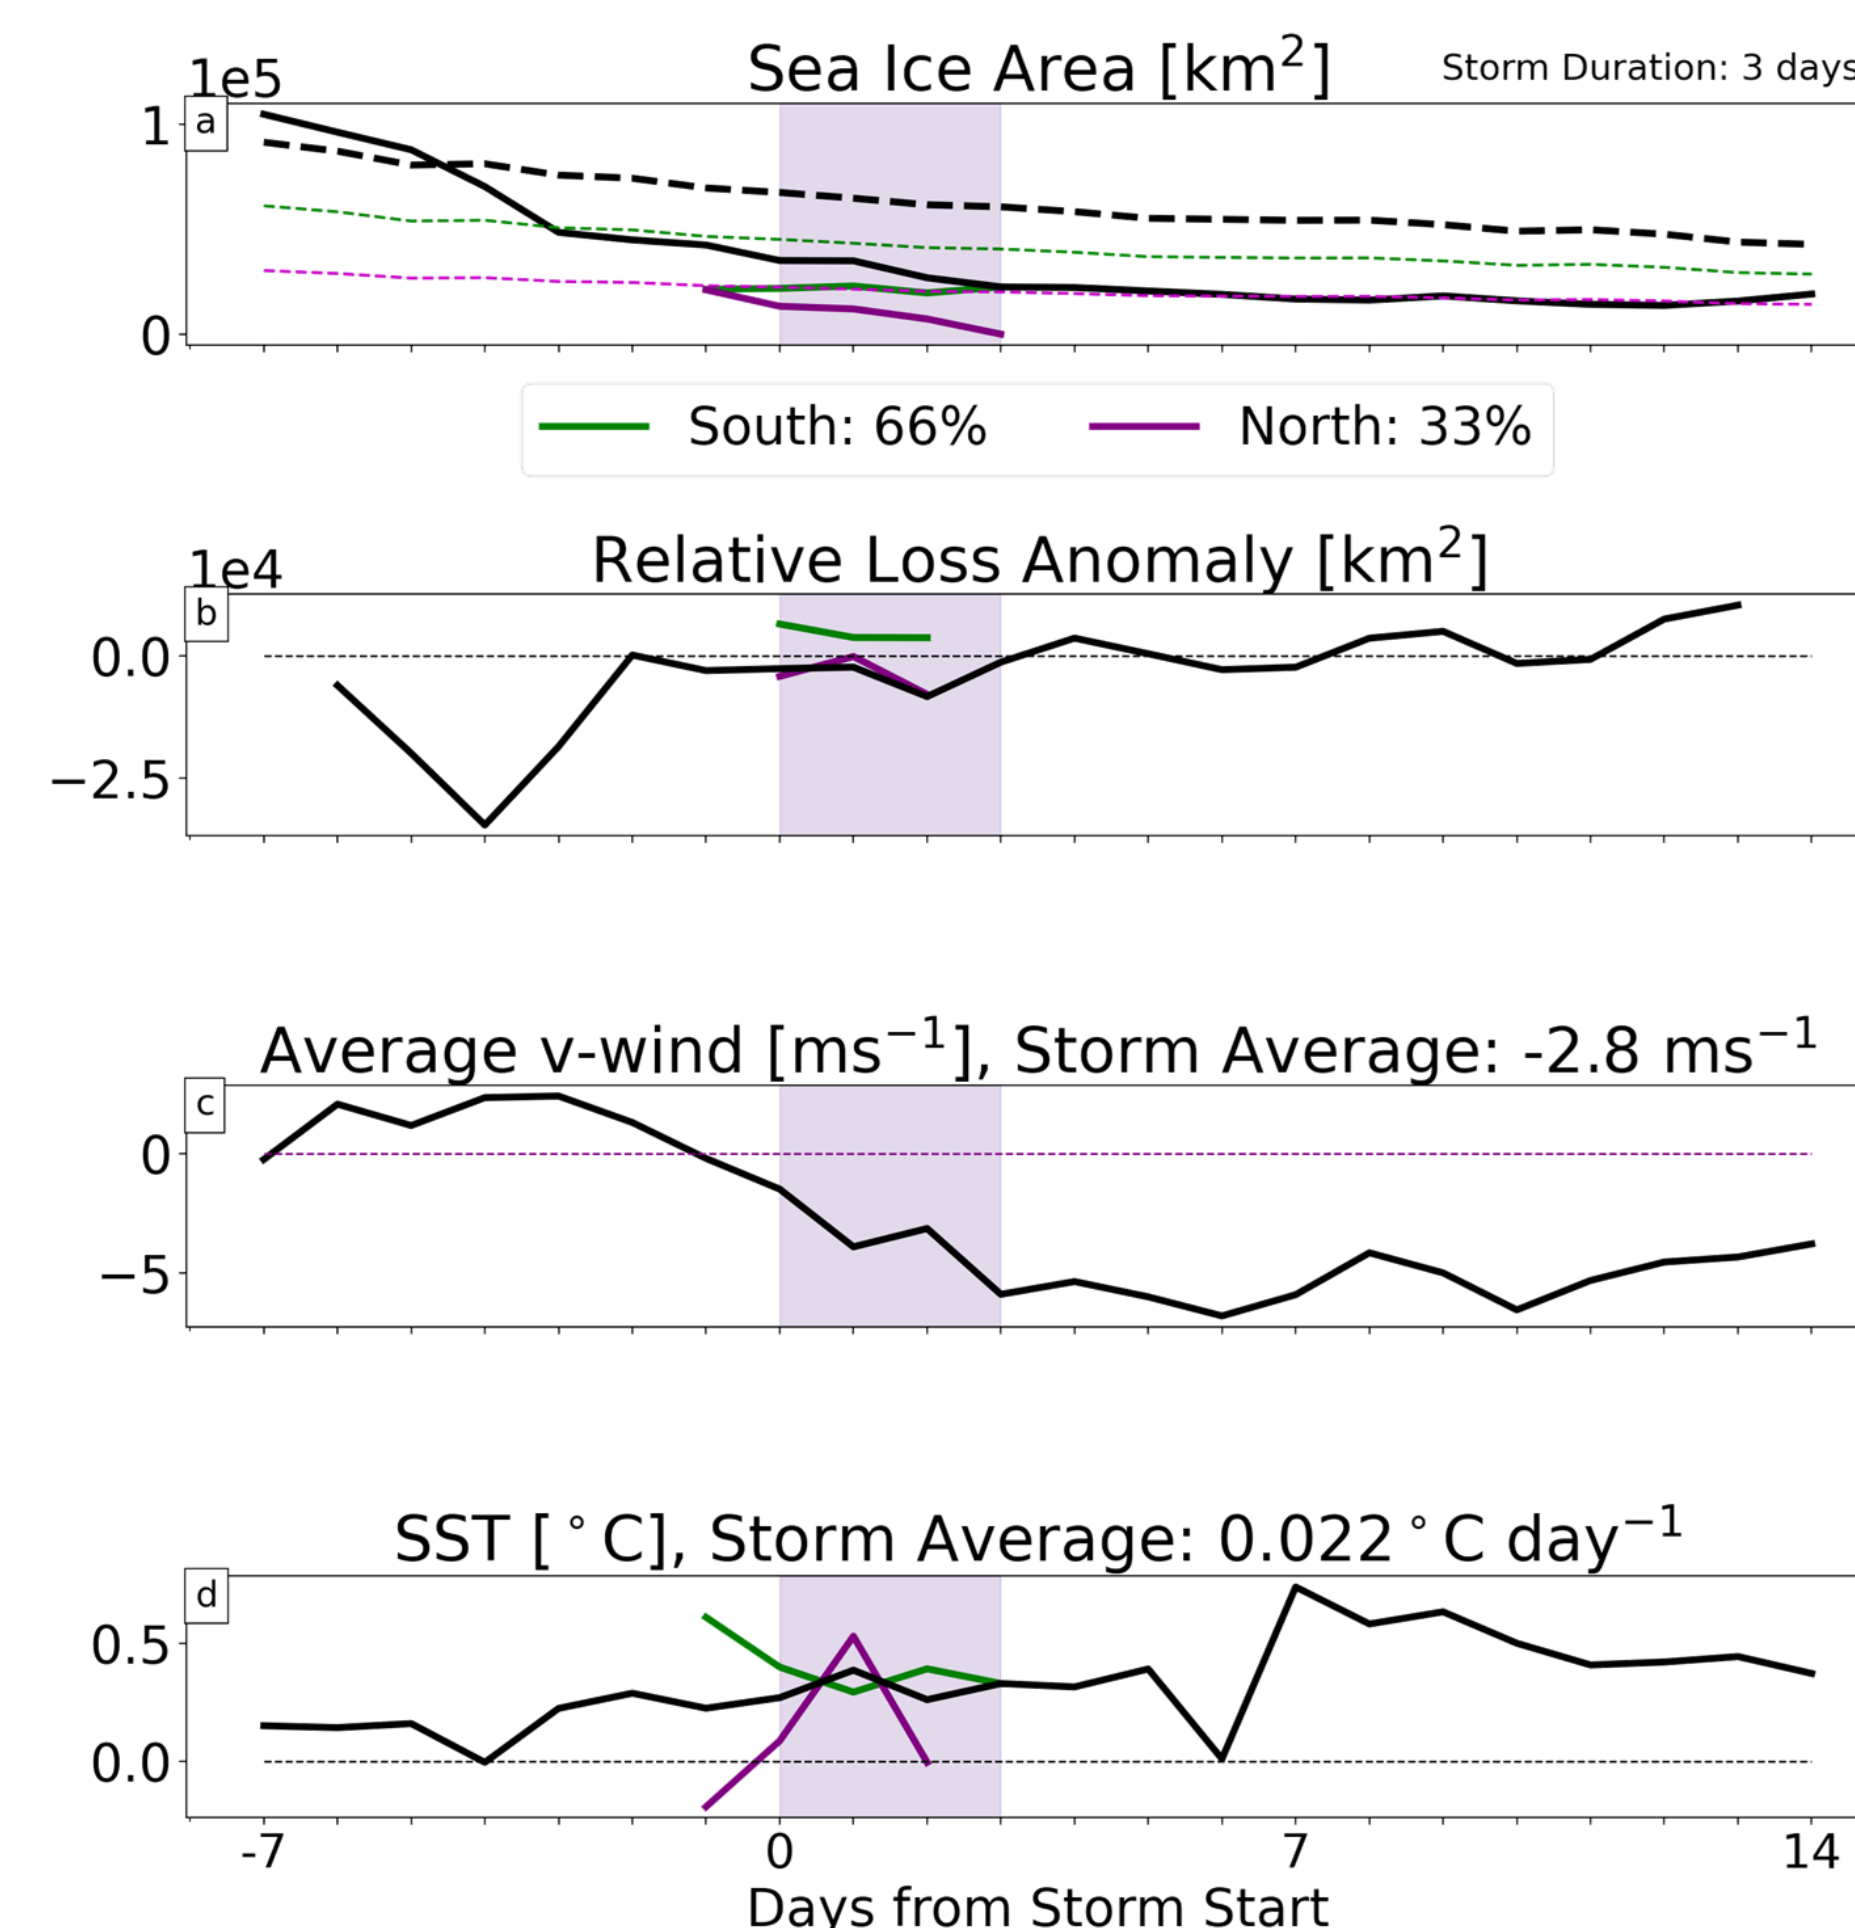 Sea Ice Area [km²]
Storm Duration: 3 days
1e5
a
1
0
South: 66%
North: 33%
Relative Loss Anomaly [km²]
1e4
b
0.0
−2.5
Average v-wind [ms⁻¹], Storm Average: -2.8 ms⁻¹
c
0
−5
SST [°C], Storm Average: 0.022°C day⁻¹
d
0.5
0.0
-7 0 7 14
Days from Storm Start